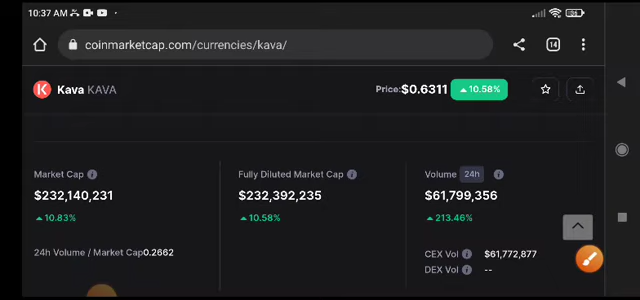 10:37 AM
coinmarketcap.com/currencies/kava/
14
Kava KAVA
Price:$0.6311
10.58%
Market Cap
$232,140,231
10.83%
24h Volume / Market Cap0.2662
Fully Diluted Market Cap
$232,392,235
10.58%
Volume 24h
$61,799,356
213.46%
CEX Vol $61,772,877
DEX Vol --